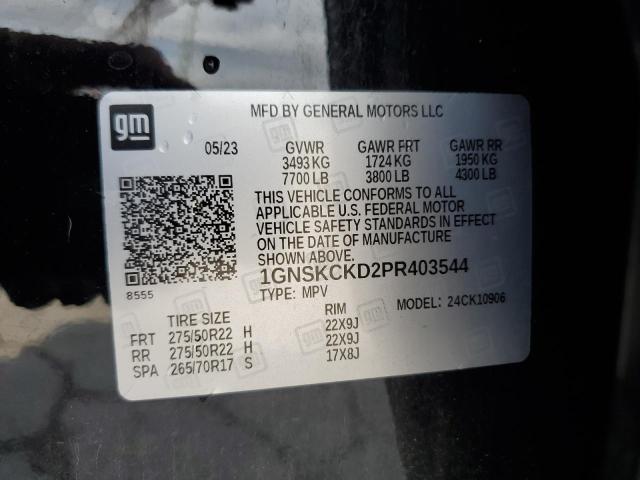 gm
MFD BY GENERAL MOTORS LLC
05/23 GVWR GAWR FRT GAWR RR
3493 KG 1724 KG 1950 KG
7700 LB 3800 LB 4300 LB
THIS VEHICLE CONFORMS TO ALL
APPLICABLE U.S. FEDERAL MOTOR
VEHICLE SAFETY STANDARDS IN EFFECT
ON THE DATE OF MANUFACTURE
SHOWN ABOVE.
1GNSKCKD2PR403544
8555
TYPE: MPV MODEL: 24CK10906
TIRE SIZE RIM
FRT 275/50R22 H 22X9J
RR 275/50R22 H 22X9J
SPA 265/70R17 S 17X8J